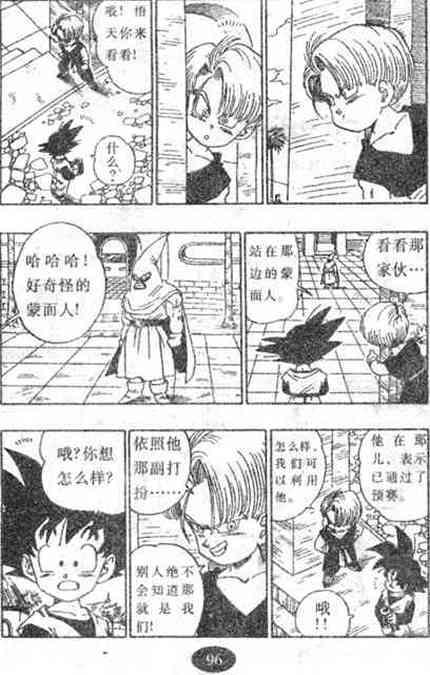 哦！悟
天你来
看看！
什么？
看看那
家伙…
站在那
边的蒙
面人。
哈哈哈！
好奇怪的
蒙面人！
他在那
儿、表示
已通过了
预赛。
怎么样，
我们可
以利用
他。
哦
！！
依照他
那副打
扮………
别人绝不
会知道那
就是我
们！
哦？你想
怎么样？
96